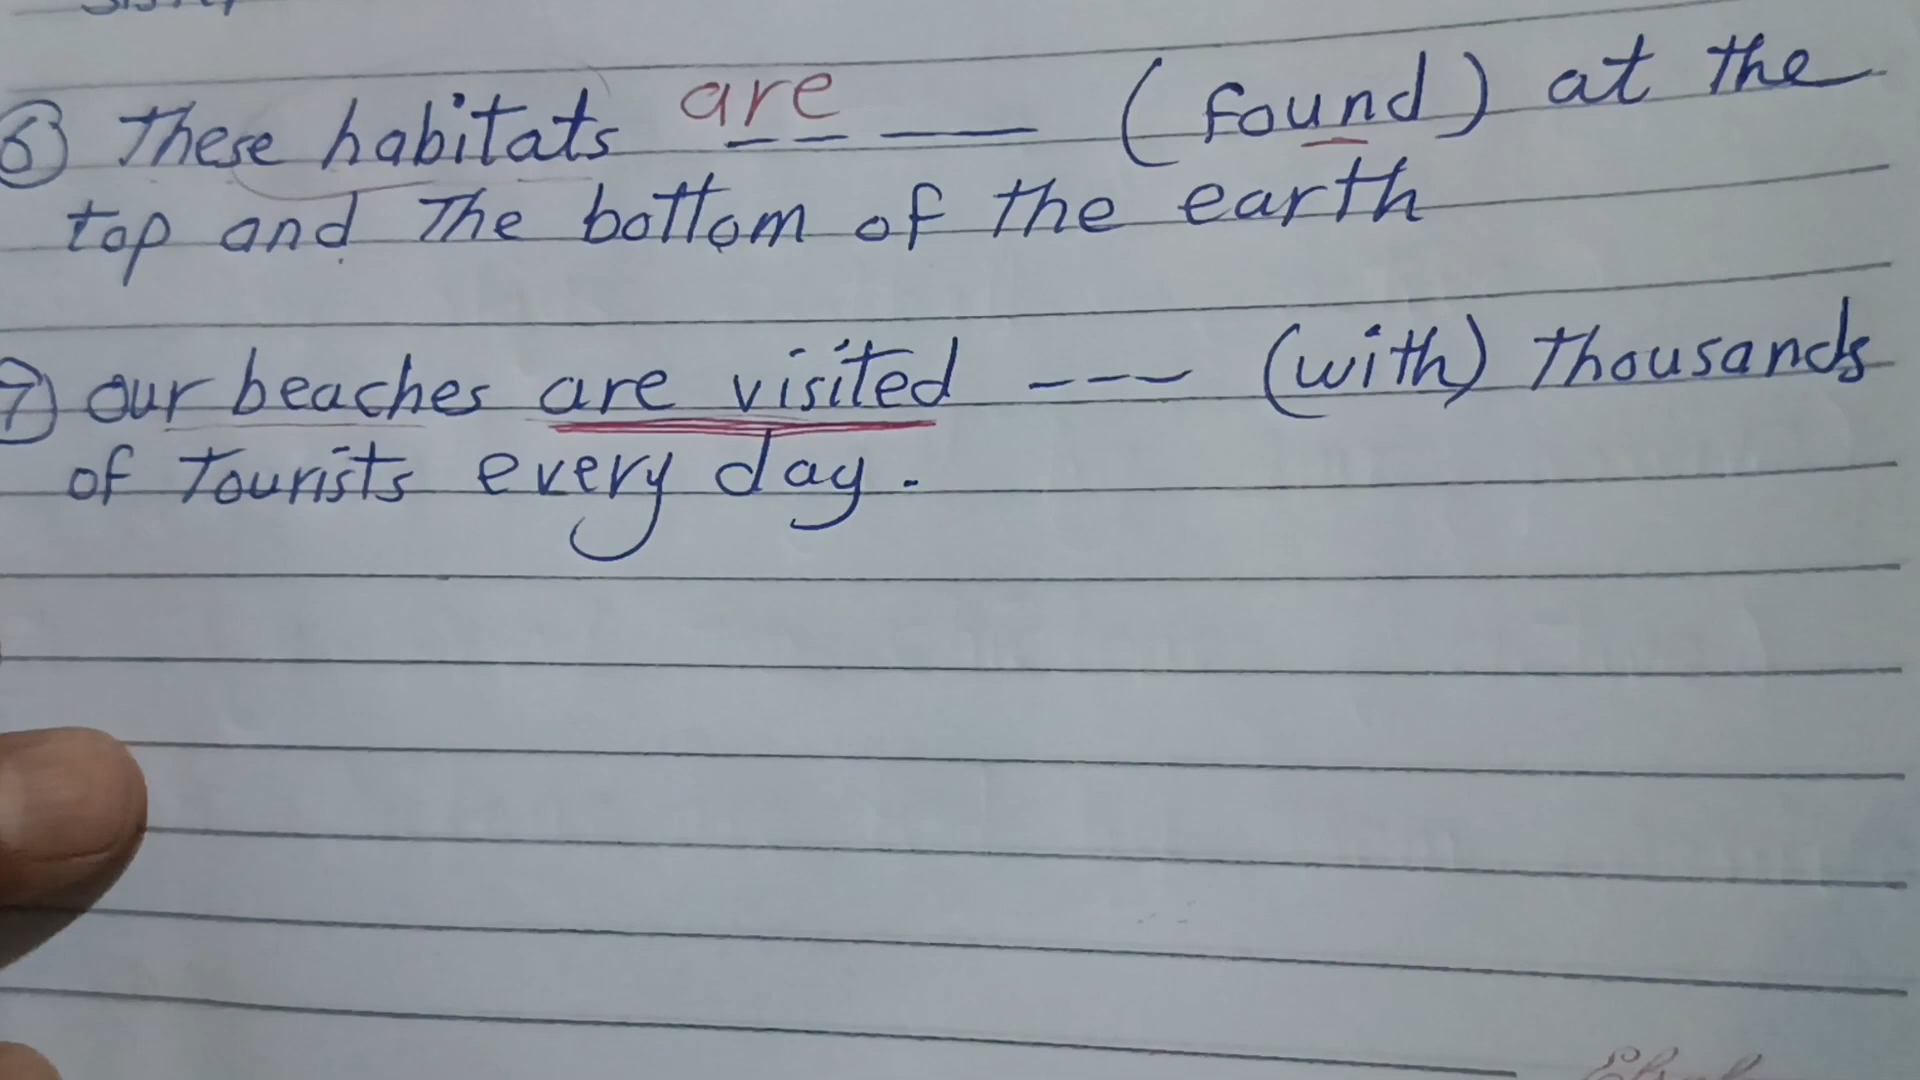 6 These habitats are ----- (found) at the
top and The bottom of the earth
7 our beaches are visited --- (with) Thousands
of Tourists every day.